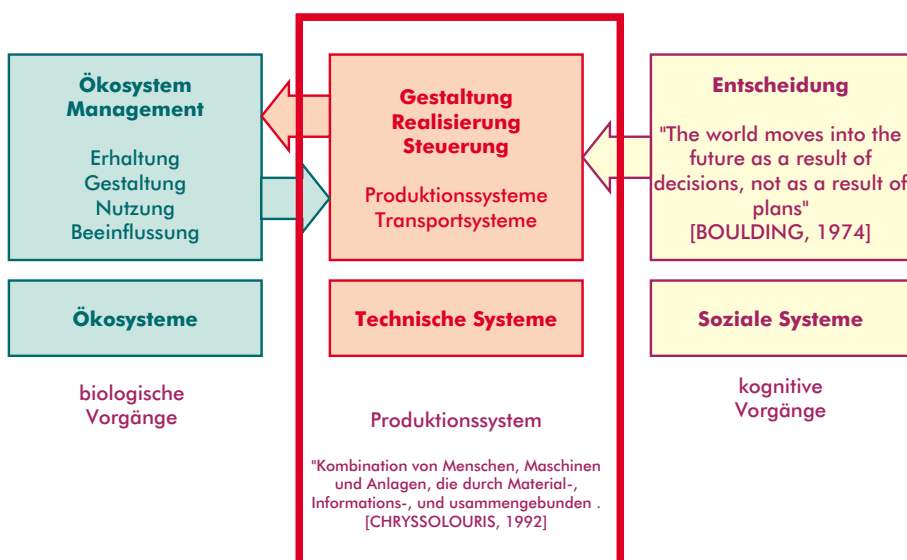 Ökosystem
Management
Erhaltung
Gestaltung
Nutzung
Beeinflussung
Ökosysteme
biologische
Vorgänge
Gestaltung
Realisierung
Steuerung
Produktionssysteme
Transportsysteme
Technische Systeme
Produktionssystem
"Kombination von Menschen, Maschinen
und Anlagen, die durch Material-,
Informations-, und usammengebunden .
[CHRYSSOLOURIS, 1992]
Entscheidung
"The world moves into the
future as a result of
decisions, not as a result of
plans"
[BOULDING, 1974]
Soziale Systeme
kognitive
Vorgänge